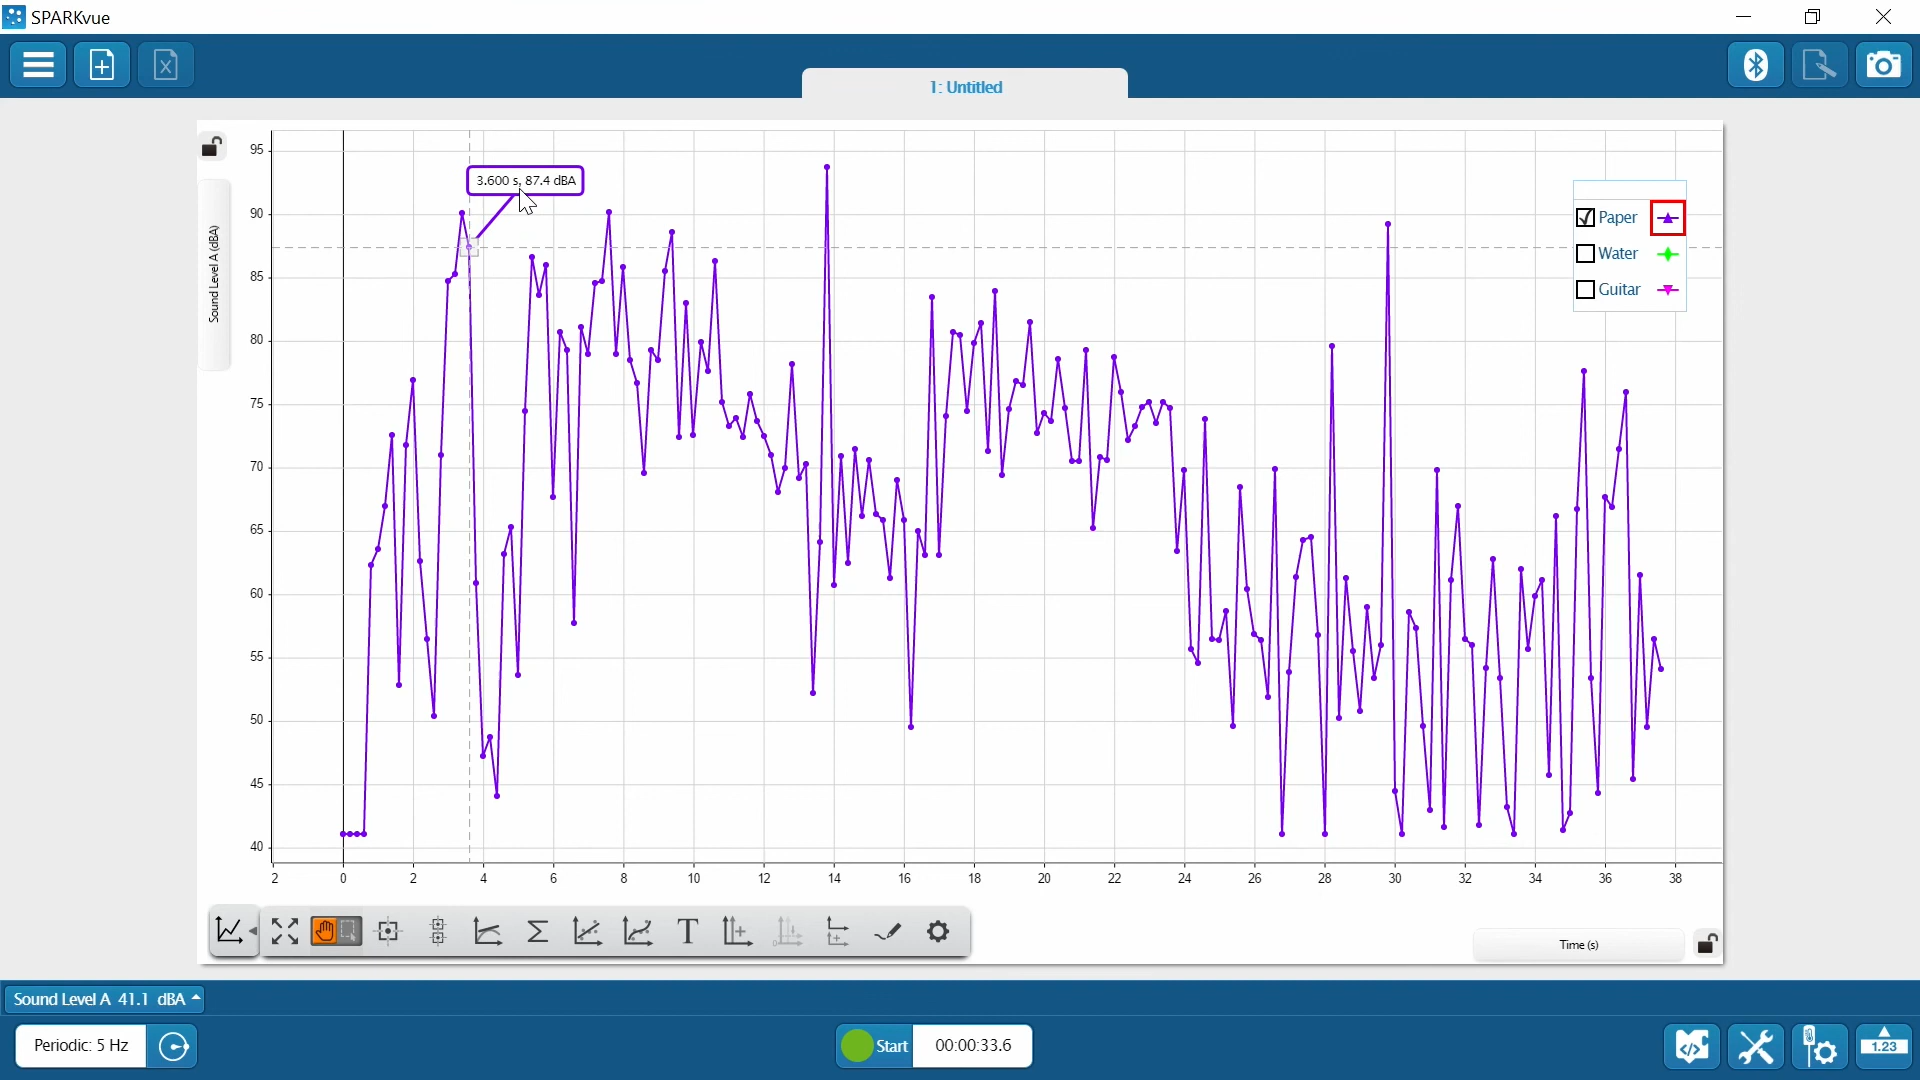 SPARKvue
1: Untitled
95
90
85
80
75
70
65
60
55
50
45
40
Sound Level A (dBA)
3.600 s, 87.4 dBA
Paper
Water
Guitar
2 0 2 4 6 8 10 12 14 16 18 20 22 24 26 28 30 32 34 36 38
T
Time (s)
Sound Level A 41.1 dBA
Periodic: 5 Hz
Start 00:00:33.6
1.23